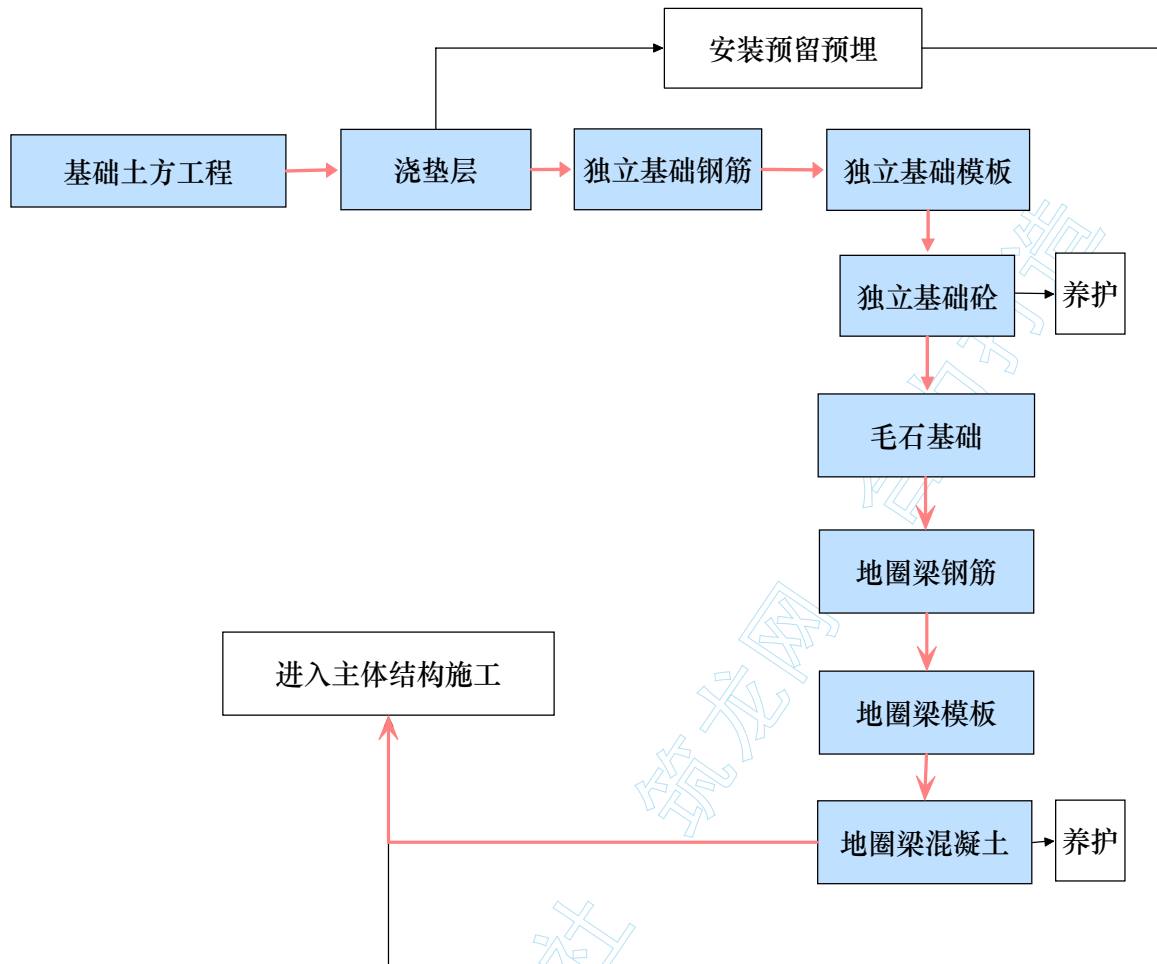 安装预留预埋
基础土方工程
浇垫层
独立基础钢筋
独立基础模板
独立基础砼
养护
毛石基础
地圈梁钢筋
进入主体结构施工
地圈梁模板
地圈梁混凝土
养护
筑龙网
社
造